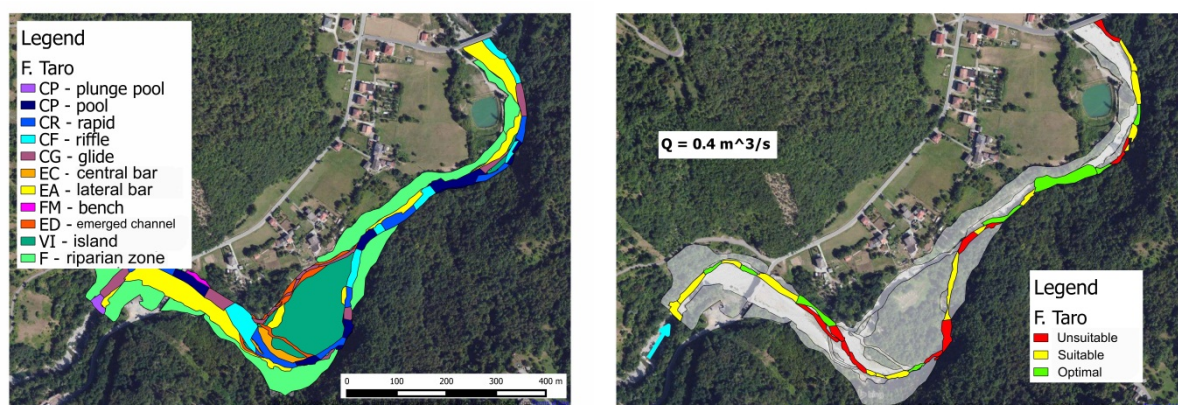 Legend
F. Taro
CP - plunge pool
CP - pool
CR - rapid
CF - riffle
CG - glide
EC - central bar
EA - lateral bar
FM - bench
ED - emerged channel
VI - island
F - riparian zone
0 100 200 300 400 m
Q = 0.4 m^3/s
Legend
F. Taro
Unsuitable
Suitable
Optimal